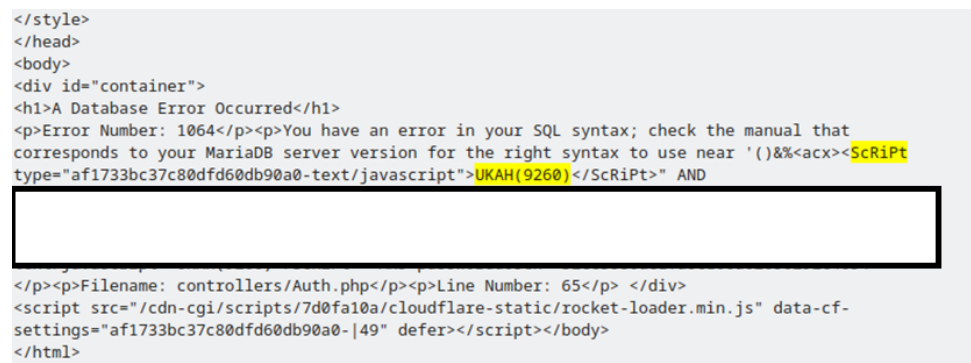 </style>
</head>
<body>
<div id="container">
<h1>A Database Error Occurred</h1>
<p>Error Number: 1064</p><p>You have an error in your SQL syntax; check the manual that
corresponds to your MariaDB server version for the right syntax to use near '()&%<acx><ScRiPt
type="af1733bc37c80dfd60db90a0-text/javascript">UKAH(9260)</ScRiPt>" AND
</p><p>Filename: controllers/Auth.php</p><p>Line Number: 65</p> </div>
<script src="/cdn-cgi/scripts/7d0fa10a/cloudflare-static/rocket-loader.min.js" data-cf-
settings="af1733bc37c80dfd60db90a0-|49" defer></script></body>
</html>